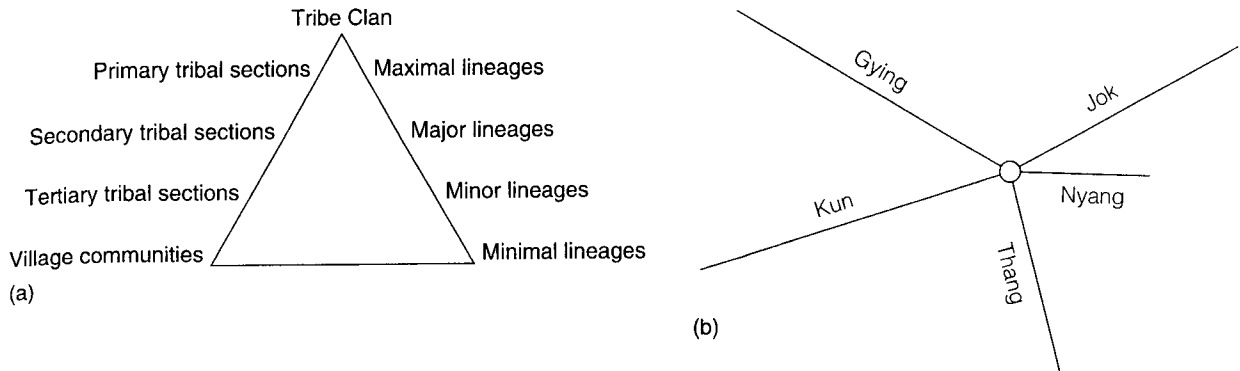 Tribe Clan
Primary tribal sections
Maximal lineages
Secondary tribal sections
Major lineages
Tertiary tribal sections
Minor lineages
Village communities
Minimal lineages
(a)
Gying
Jok
Kun
Nyang
Thang
(b)